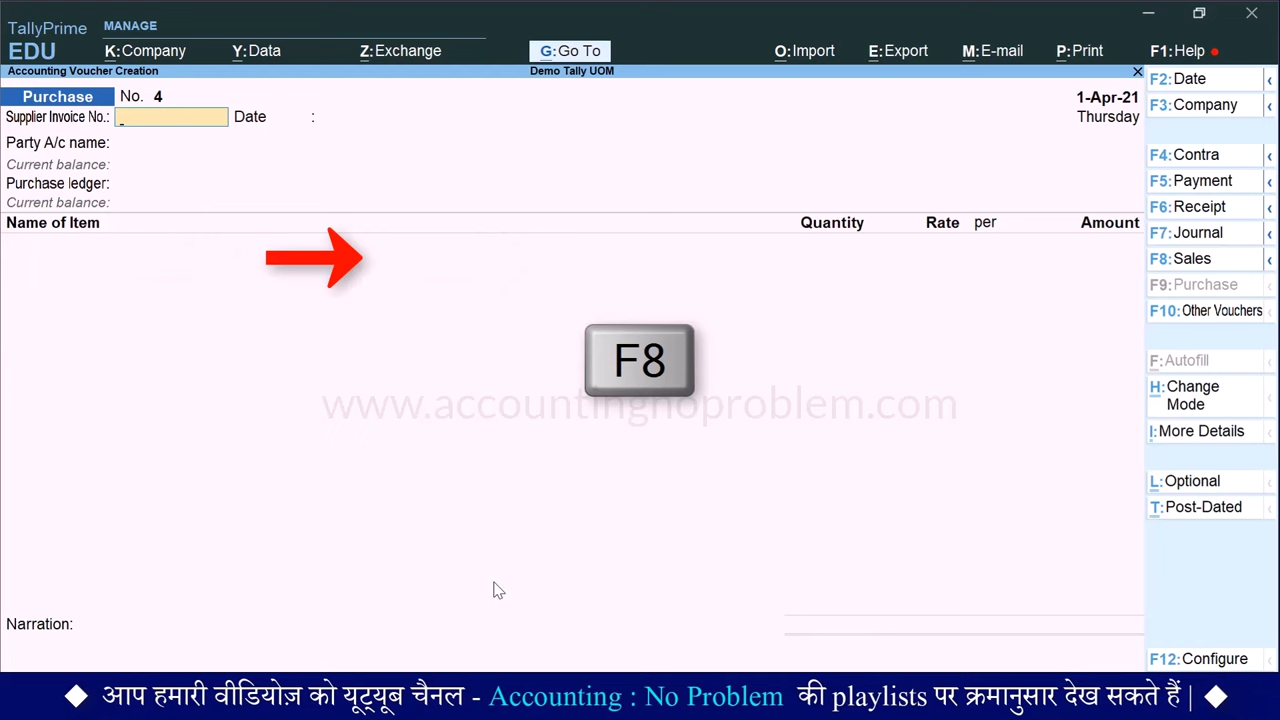 TallyPrime MANAGE
EDU K:Company Y:Data Z:Exchange G:Go To O:Import E:Export M:E-mail P:Print F1:Help
Accounting Voucher Creation Demo Tally UOM
Purchase No. 4 1-Apr-21
Supplier Invoice No.: Date : Thursday
Party A/c name:
Current balance:
Purchase ledger:
Current balance:
Name of Item Quantity Rate per Amount
F8
www.accountingnoproblem.com
Narration:
F2:Date
F3:Company
F4:Contra
F5:Payment
F6:Receipt
F7:Journal
F8:Sales
F9:Purchase
F10:Other Vouchers
F:Autofill
H:Change
Mode
I:More Details
L:Optional
T:Post-Dated
F12:Configure
◆ आप हमारी वीडियोज़ को यूट्यूब चैनल - Accounting : No Problem की playlists पर क्रमानुसार देख सकते हैं | ◆